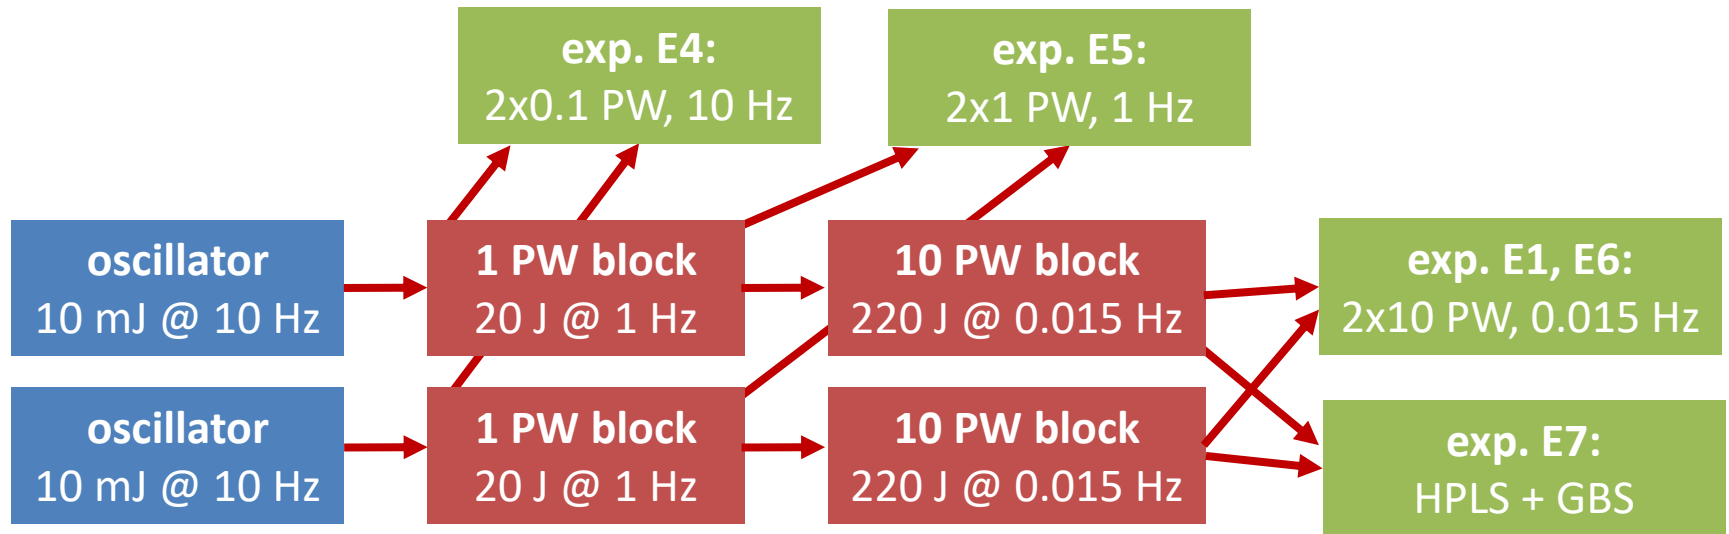 exp. E4:
2x0.1 PW, 10 Hz
exp. E5:
2x1 PW, 1 Hz
oscillator
10 mJ @ 10 Hz
1 PW block
20 J @ 1 Hz
10 PW block
220 J @ 0.015 Hz
exp. E1, E6:
2x10 PW, 0.015 Hz
oscillator
10 mJ @ 10 Hz
1 PW block
20 J @ 1 Hz
10 PW block
220 J @ 0.015 Hz
exp. E7:
HPLS + GBS